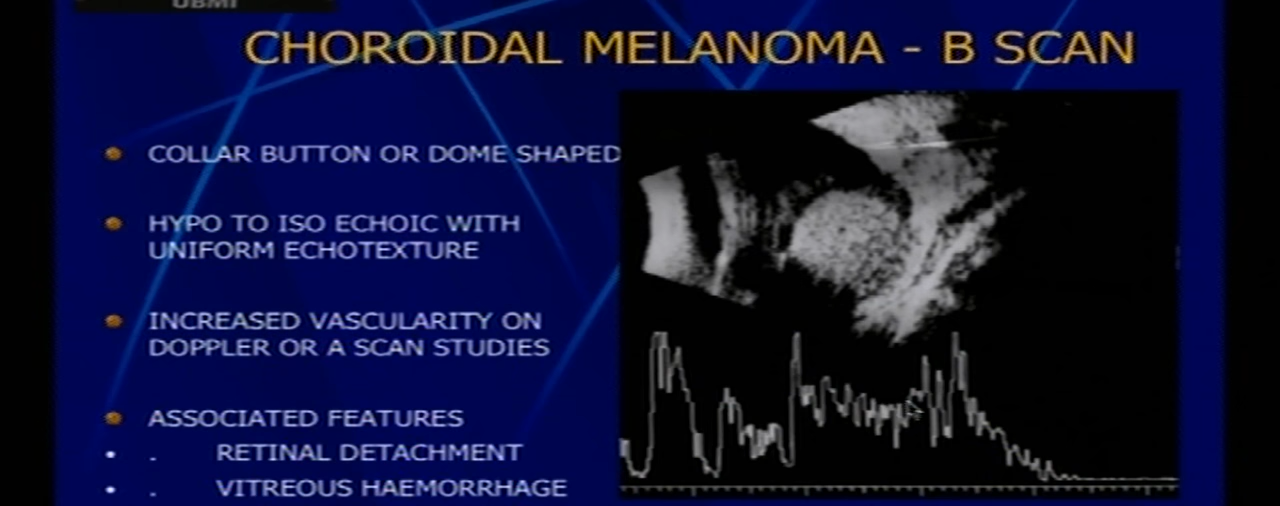 UBMI
CHOROIDAL MELANOMA - B SCAN
COLLAR BUTTON OR DOME SHAPED
HYPO TO ISO ECHOIC WITH
UNIFORM ECHOTEXTURE
INCREASED VASCULARITY ON
DOPPLER OR A SCAN STUDIES
ASSOCIATED FEATURES
. RETINAL DETACHMENT
. VITREOUS HAEMORRHAGE